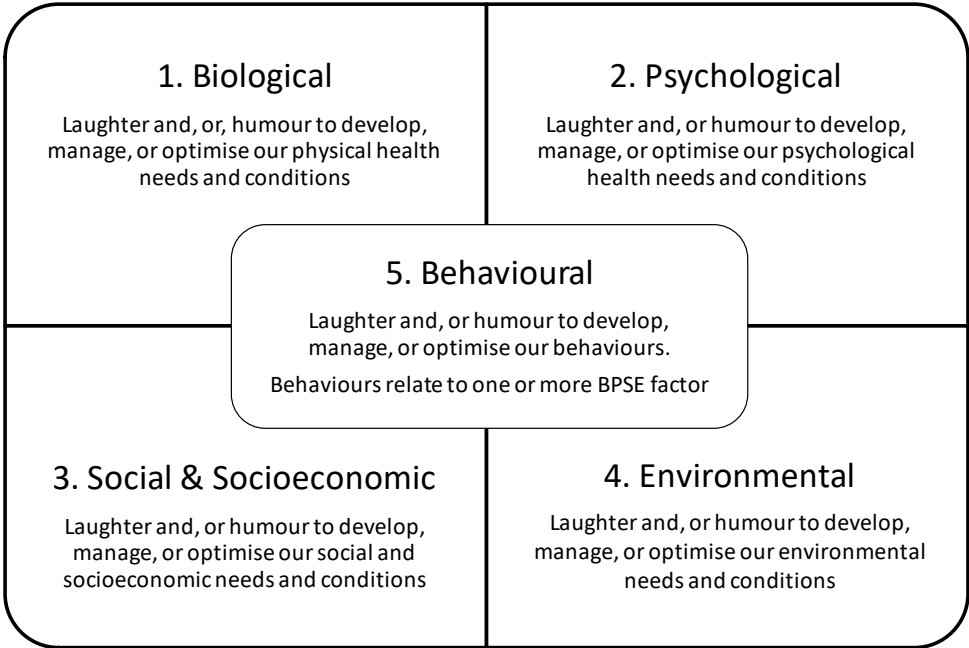 1. Biological
Laughter and, or, humour to develop,
manage, or optimise our physical health
needs and conditions
2. Psychological
Laughter and, or humour to develop,
manage, or optimise our psychological
health needs and conditions
5. Behavioural
Laughter and, or humour to develop,
manage, or optimise our behaviours.
Behaviours relate to one or more BPSE factor
3. Social & Socioeconomic
Laughter and, or humour to develop,
manage, or optimise our social and
socioeconomic needs and conditions
4. Environmental
Laughter and, or humour to develop,
manage, or optimise our environmental
needs and conditions